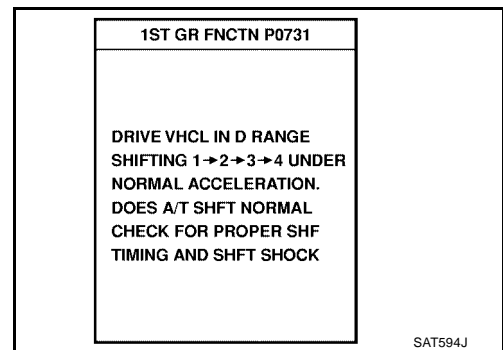 1ST GR FNCTN P0731
DRIVE VHCL IN D RANGE
SHIFTING 1→2→3→4 UNDER
NORMAL ACCELERATION.
DOES A/T SHFT NORMAL
CHECK FOR PROPER SHF
TIMING AND SHFT SHOCK
SAT594J